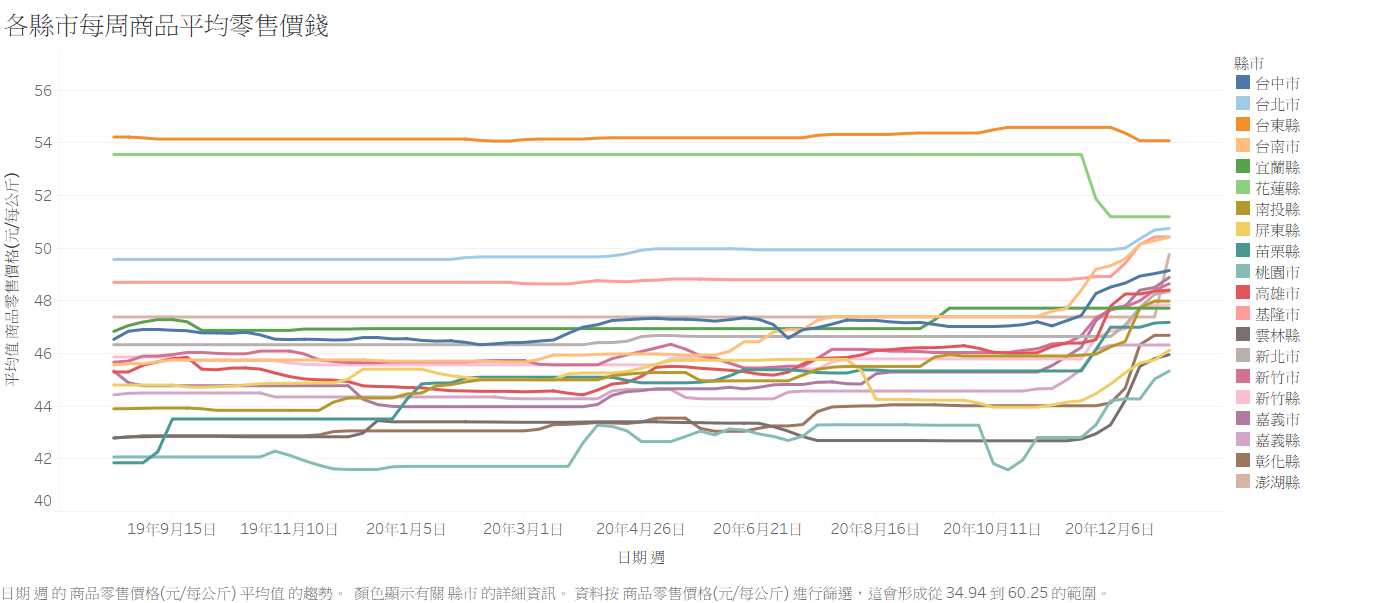 各縣市每周商品平均零售價錢
平均值 商品零售價格(元/每公斤)
56
54
52
50
48
46
44
42
40
19年9月15日 19年11月10日 20年1月5日 20年3月1日 20年4月26日 20年6月21日 20年8月16日 20年10月11日 20年12月6日
日期 週
縣市
台中市
台北市
台東縣
台南市
宜蘭縣
花蓮縣
南投縣
屏東縣
苗栗縣
桃園市
高雄市
基隆市
雲林縣
新北市
新竹市
新竹縣
嘉義市
嘉義縣
彰化縣
澎湖縣
日期 週 的 商品零售價格(元/每公斤) 平均值 的趨勢。 顏色顯示有關 縣市 的詳細資訊。 資料按 商品零售價格(元/每公斤) 進行篩選，這會形成從 34.94 到 60.25 的範圍。